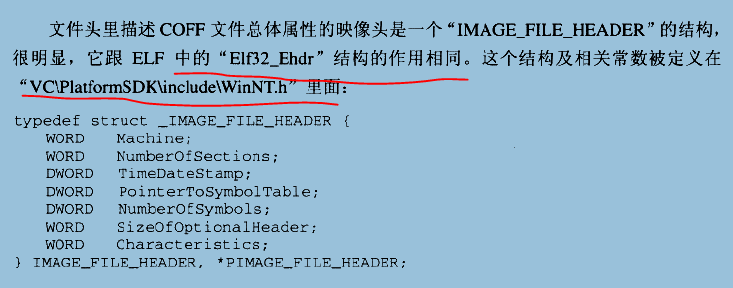 文件头里描述 COFF 文件总体属性的映像头是一个“IMAGE_FILE_HEADER”的结构，
很明显，它跟 ELF 中的“Elf32_Ehdr”结构的作用相同。这个结构及相关常数被定义在
“VC\PlatformSDK\include\WinNT.h”里面：
typedef struct _IMAGE_FILE_HEADER {
WORD Machine;
WORD NumberOfSections;
DWORD TimeDateStamp;
DWORD PointerToSymbolTable;
DWORD NumberOfSymbols;
WORD SizeOfOptionalHeader;
WORD Characteristics;
} IMAGE_FILE_HEADER, *PIMAGE_FILE_HEADER;